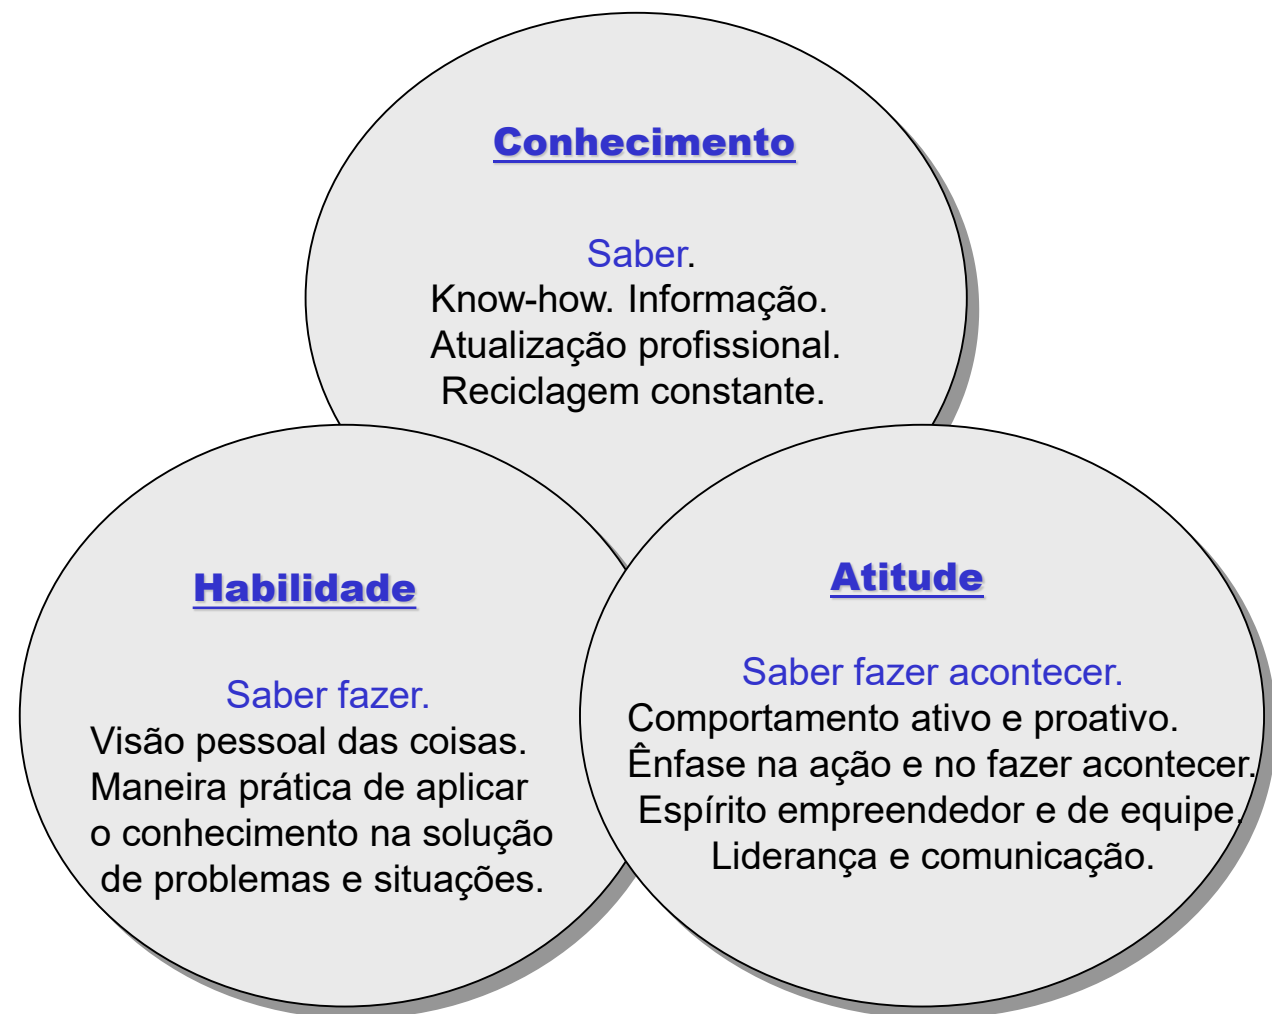 Conhecimento
Saber.
Know-how. Informação.
Atualização profissional.
Reciclagem constante.
Habilidade
Saber fazer.
Visão pessoal das coisas.
Maneira prática de aplicar
o conhecimento na solução
de problemas e situações.
Atitude
Saber fazer acontecer.
Comportamento ativo e proativo.
Ênfase na ação e no fazer acontecer.
Espírito empreendedor e de equipe.
Liderança e comunicação.